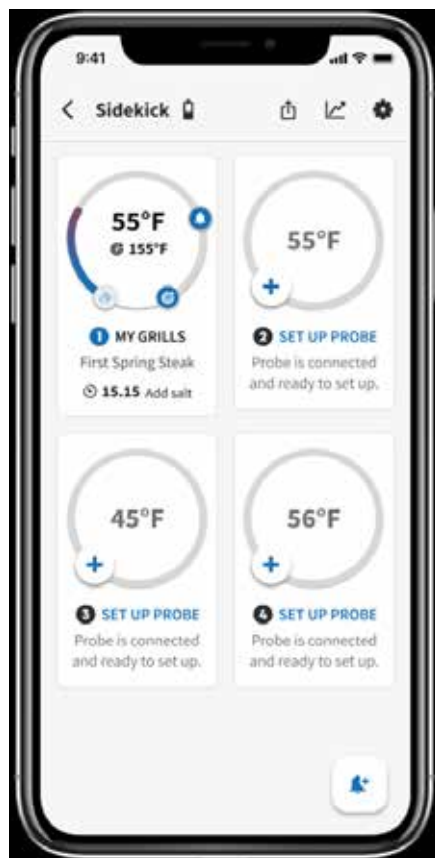 9:41
Sidekick
55°F
155°F
1 MY GRILLS
First Spring Steak
15.15 Add salt
55°F
2 SET UP PROBE
Probe is connected
and ready to set up.
45°F
3 SET UP PROBE
Probe is connected
and ready to set up.
56°F
4 SET UP PROBE
Probe is connected
and ready to set up.